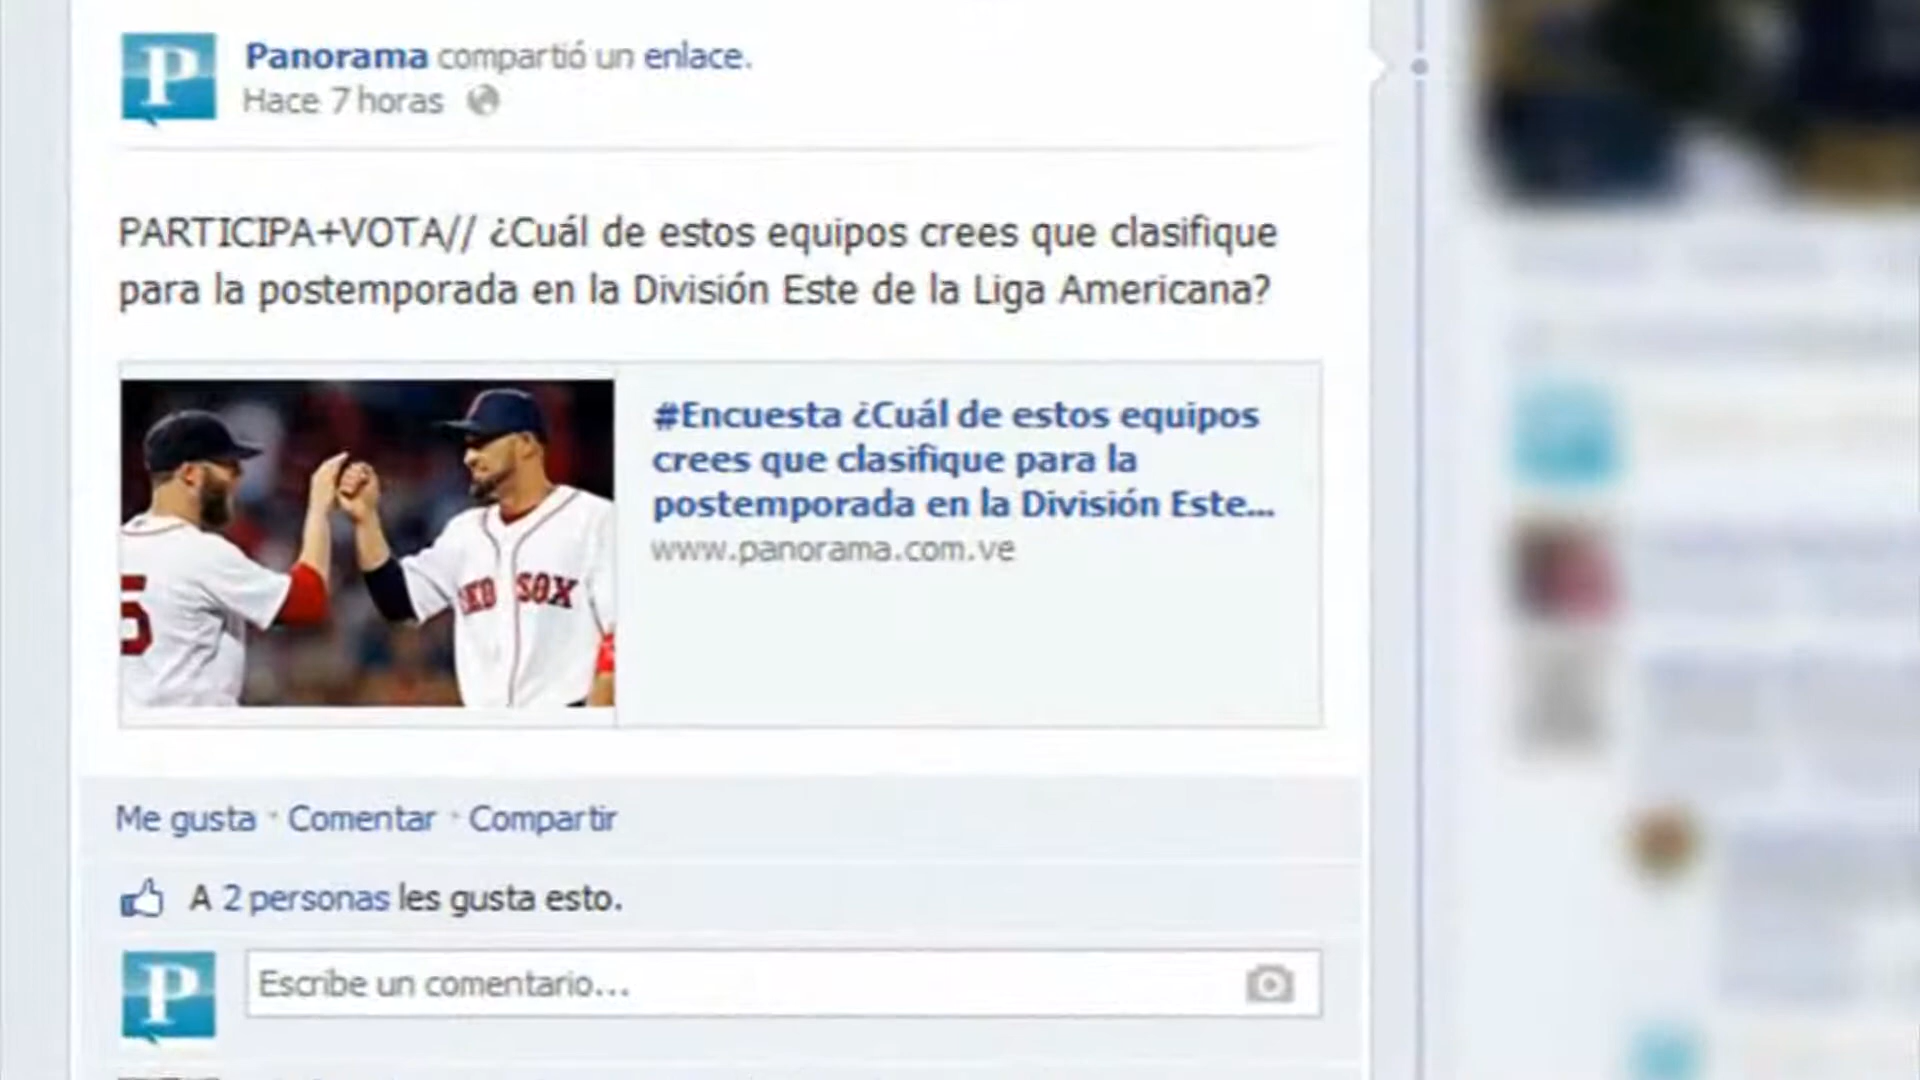 P
Panorama compartió un enlace.
Hace 7 horas
PARTICIPA+VOTA// ¿Cuál de estos equipos crees que clasifique
para la postemporada en la División Este de la Liga Americana?
5
RED SOX
#Encuesta ¿Cuál de estos equipos
crees que clasifique para la
postemporada en la División Este...
www.panorama.com.ve
Me gusta · Comentar · Compartir
A 2 personas les gusta esto.
P
Escribe un comentario...